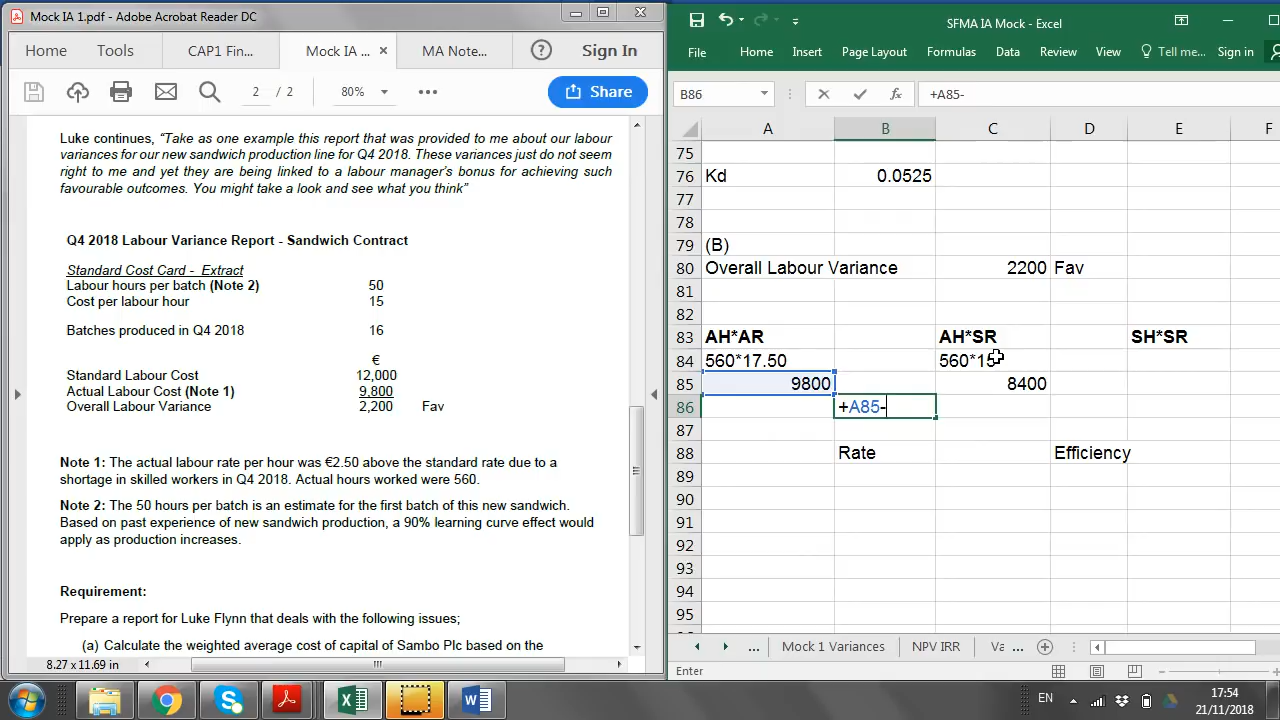 Mock IA 1.pdf - Adobe Acrobat Reader DC
Home Tools CAP1 Fin... Mock IA ... × MA Note... ? Sign In
2 / 2 80% Share
Luke continues, “Take as one example this report that was provided to me about our labour
variances for our new sandwich production line for Q4 2018. These variances just do not seem
right to me and yet they are being linked to a labour manager’s bonus for achieving such
favourable outcomes. You might take a look and see what you think”
Q4 2018 Labour Variance Report - Sandwich Contract
Standard Cost Card - Extract
Labour hours per batch (Note 2) 50
Cost per labour hour 15
Batches produced in Q4 2018 16
€
Standard Labour Cost 12,000
Actual Labour Cost (Note 1) 9,800
Overall Labour Variance 2,200 Fav
Note 1: The actual labour rate per hour was €2.50 above the standard rate due to a
shortage in skilled workers in Q4 2018. Actual hours worked were 560.
Note 2: The 50 hours per batch is an estimate for the first batch of this new sandwich.
Based on past experience of new sandwich production, a 90% learning curve effect would
apply as production increases.
Requirement:
Prepare a report for Luke Flynn that deals with the following issues;
(a) Calculate the weighted average cost of capital of Sambo Plc based on the
8.27 x 11.69 in
SFMA IA Mock - Excel
File Home Insert Page Layout Formulas Data Review View Tell me... Sign in
B86 fx +A85-
A B C D E F
75
76 Kd 0.0525
77
78
79 (B)
80 Overall Labour Variance 2200 Fav
81
82
83 AH*AR AH*SR SH*SR
84 560*17.50 560*15
85 9800 8400
86 +A85-
87
88 Rate Efficiency
89
90
91
92
93
94
95
... Mock 1 Variances NPV IRR Va ...
Enter
EN 17:54
21/11/2018